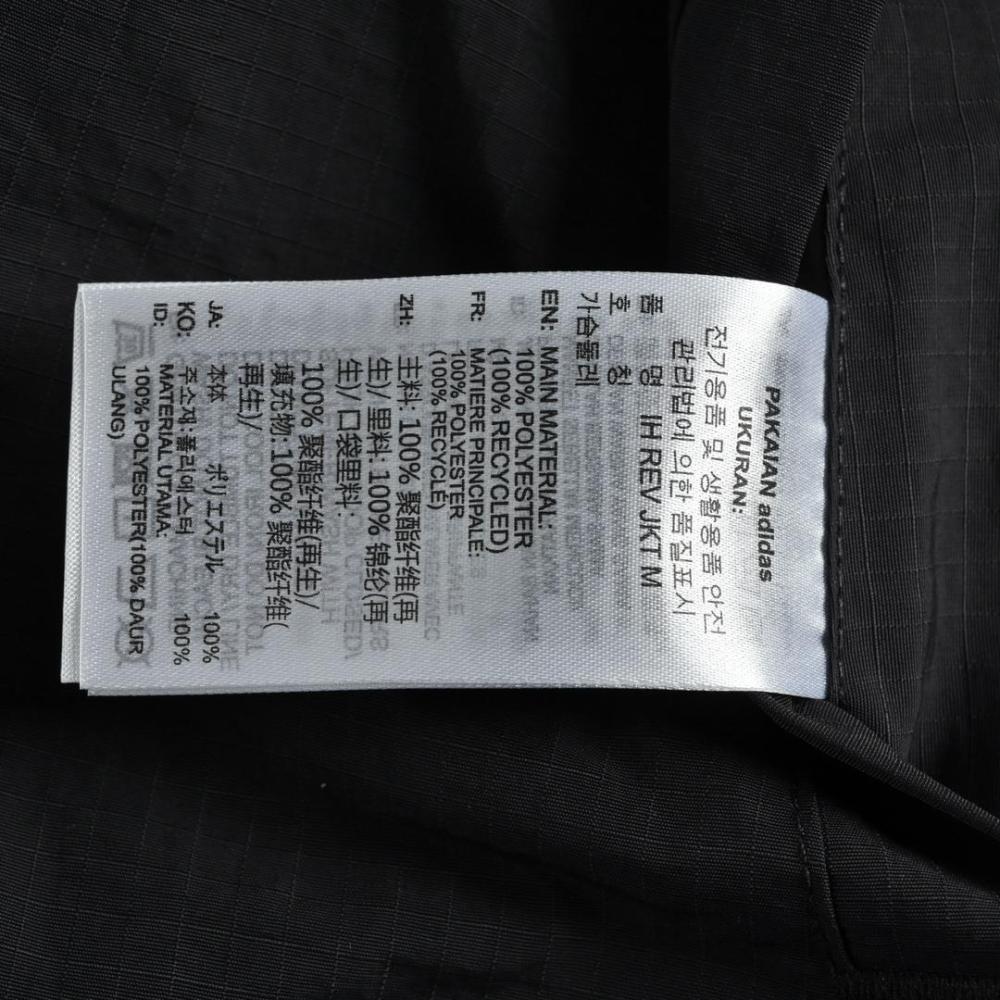 PAKAIAN adidas
UKURAN:
전기용품 및 생활용품 안전
관리법에 의한 품질표시
품 명 IH REV JKT M
호 칭
가슴둘레
EN: MAIN MATERIAL:
100% POLYESTER
(100% RECYCLED)
FR: MATIERE PRINCIPALE:
100% POLYESTER
(100% RECYCLÉ)
ZH: 主料: 100% 聚酯纤维(再
生)/ 里料: 100% 锦纶(再
生)/ 口袋里料:
100% 聚酯纤维(再生)/
填充物: 100% 聚酯纤维(
再生)/
JA: 本体 ポリエステル 100%
KO: 주소재:폴리에스터 100%
ID: MATERIAL UTAMA:
100% POLYESTER(100% DAUR
ULANG)